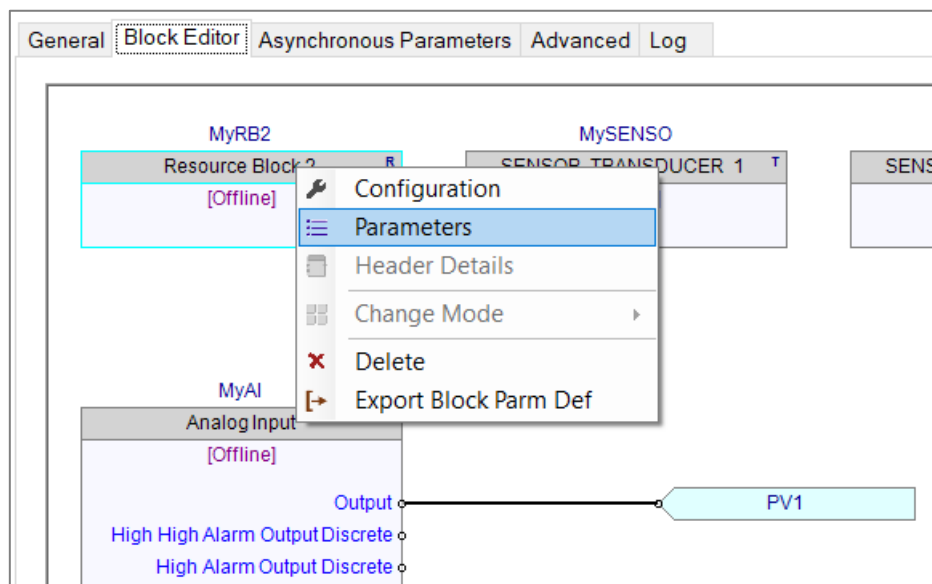 General Block Editor Asynchronous Parameters Advanced Log
MyRB2 MySENSO
Resource Block 2 R SENSOR_TRANSDUCER_1 T SENS
[Offline]
Configuration
Parameters
Header Details
Change Mode
Delete
Export Block Parm Def
MyAI
Analog Input
[Offline]
Output PV1
High High Alarm Output Discrete
High Alarm Output Discrete